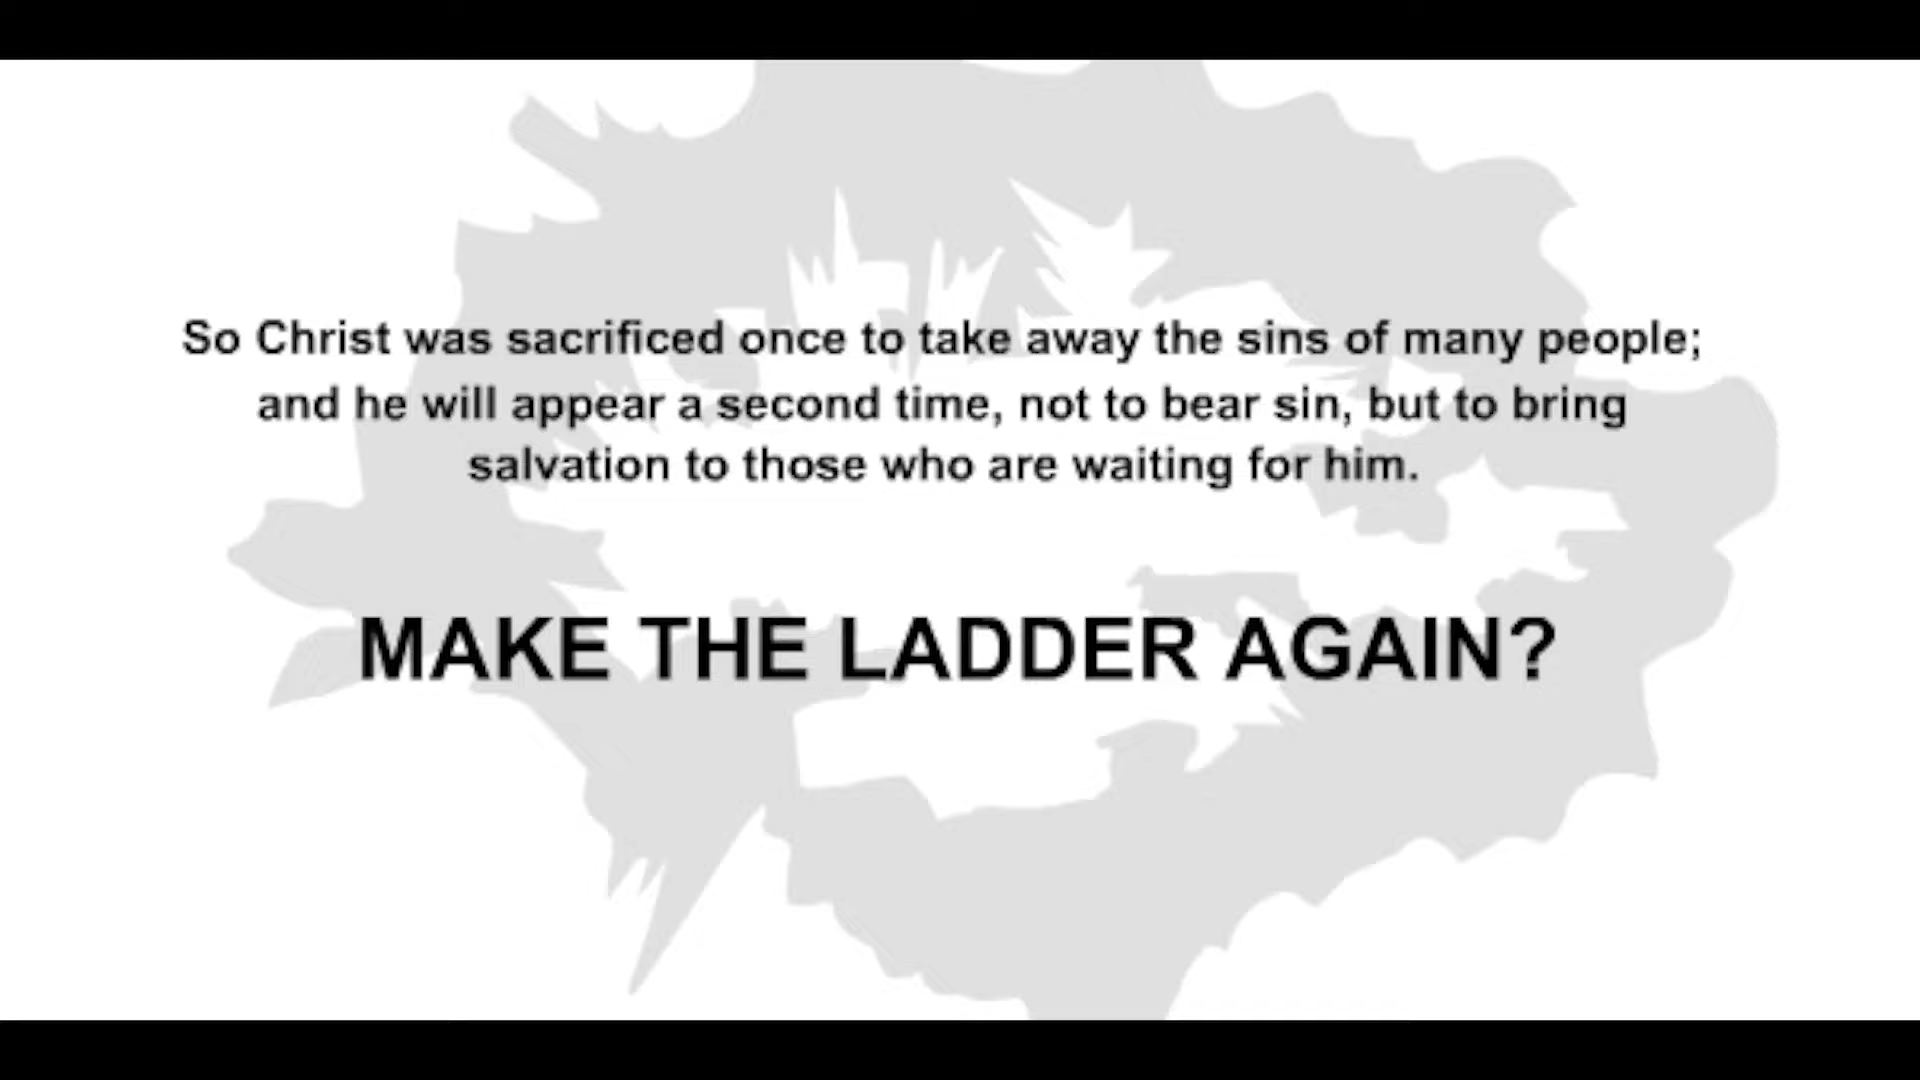 So Christ was sacrificed once to take away the sins of many people;
and he will appear a second time, not to bear sin, but to bring
salvation to those who are waiting for him.
MAKE THE LADDER AGAIN?